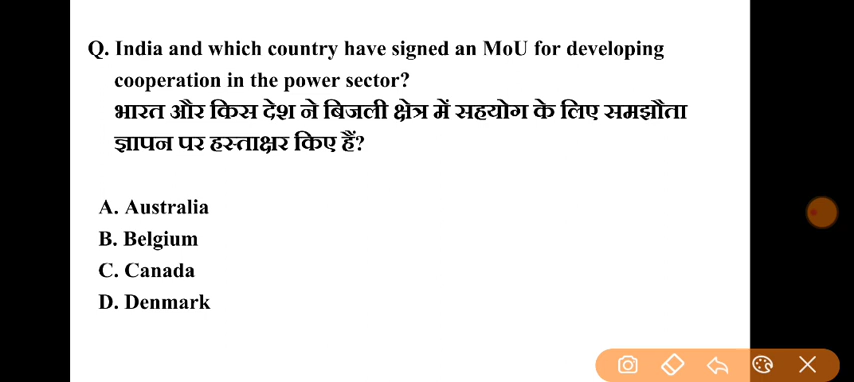 Q. India and which country have signed an MoU for developing
cooperation in the power sector?
भारत और किस देश ने बिजली क्षेत्र में सहयोग के लिए समझौता
ज्ञापन पर हस्ताक्षर किए हैं?
A. Australia
B. Belgium
C. Canada
D. Denmark